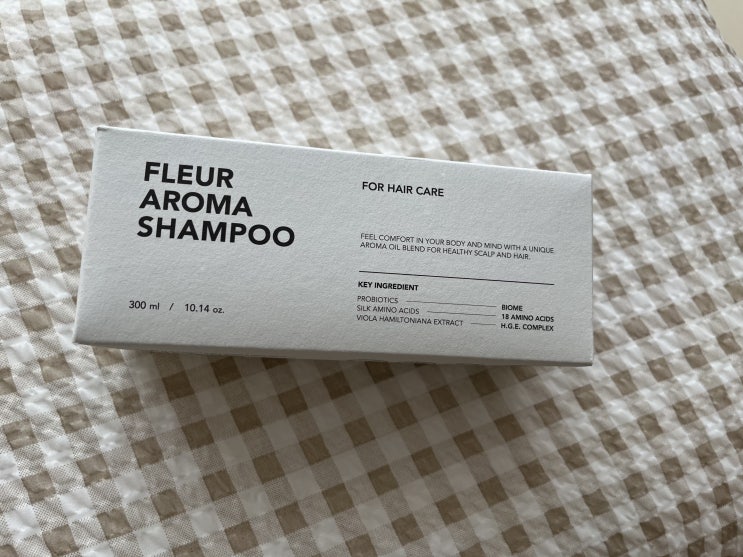 FLEUR
AROMA
SHAMPOO
300 ml / 10.14 oz.
FOR HAIR CARE
FEEL COMFORT IN YOUR BODY AND MIND WITH A UNIQUE
AROMA OIL BLEND FOR HEALTHY SCALP AND HAIR.
KEY INGREDIENT
PROBIOTICS BIOME
SILK AMINO ACIDS 18 AMINO ACIDS
VIOLA HAMILTONIANA EXTRACT H.G.E. COMPLEX